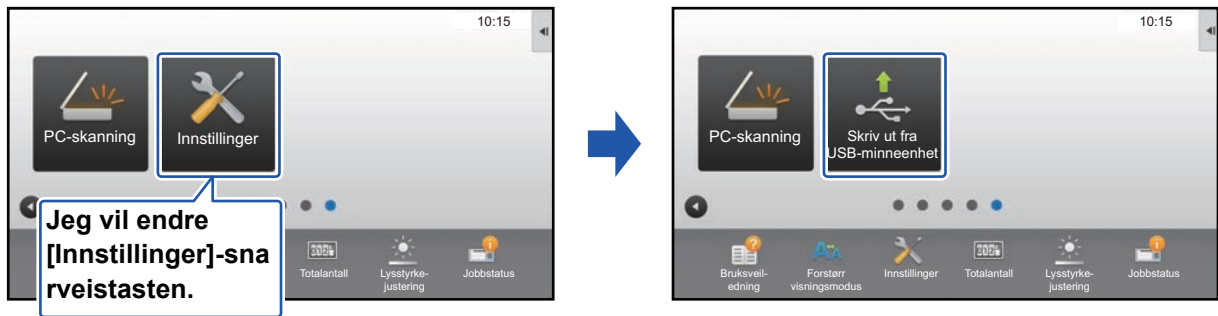 10:15
PC-skanning
Innstillinger
Jeg vil endre
[Innstillinger]-sna
rveistasten.
Totalantall
Lysstyrke-
justering
Jobbstatus
10:15
PC-skanning
Skriv ut fra
USB-minneenhet
Bruksveil-
edning
Forstørr
visningsmodus
Innstillinger
Totalantall
Lysstyrke-
justering
Jobbstatus